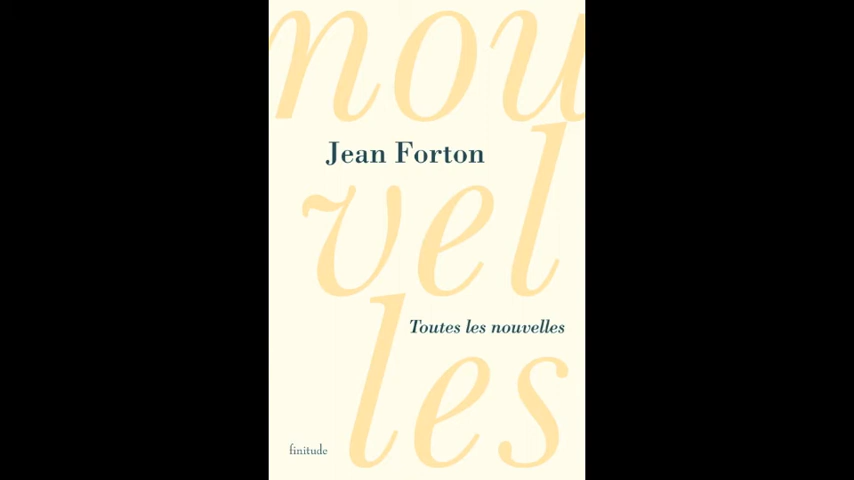 nou
Jean Forton
vel
Toutes les nouvelles
les
finitude